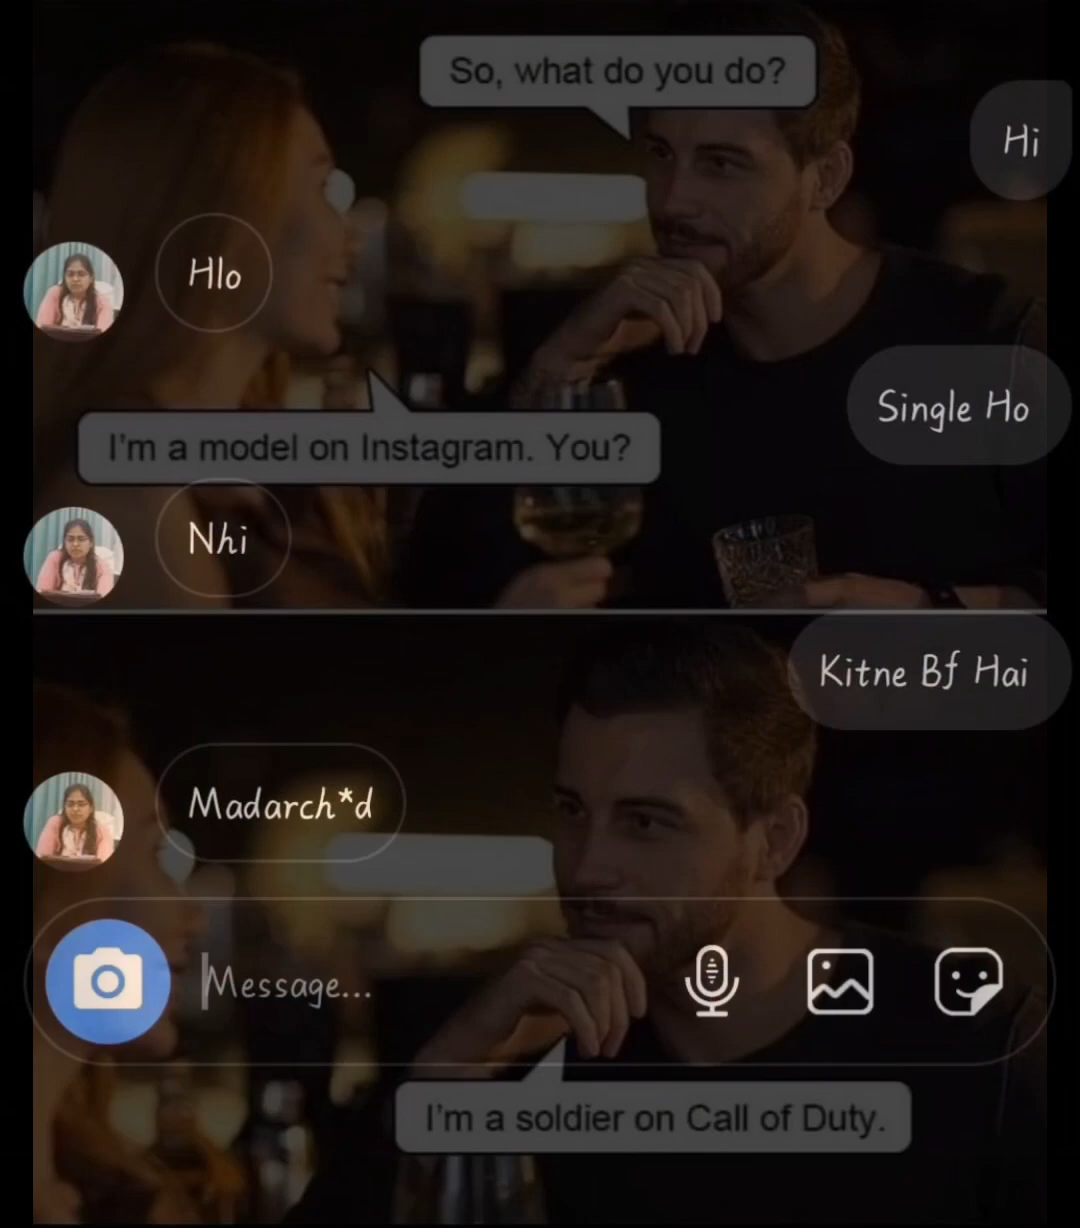 So, what do you do?
Hi
Hlo
Single Ho
I'm a model on Instagram. You?
Nhi
Kitne Bf Hai
Madarch*d
Message...
I'm a soldier on Call of Duty.